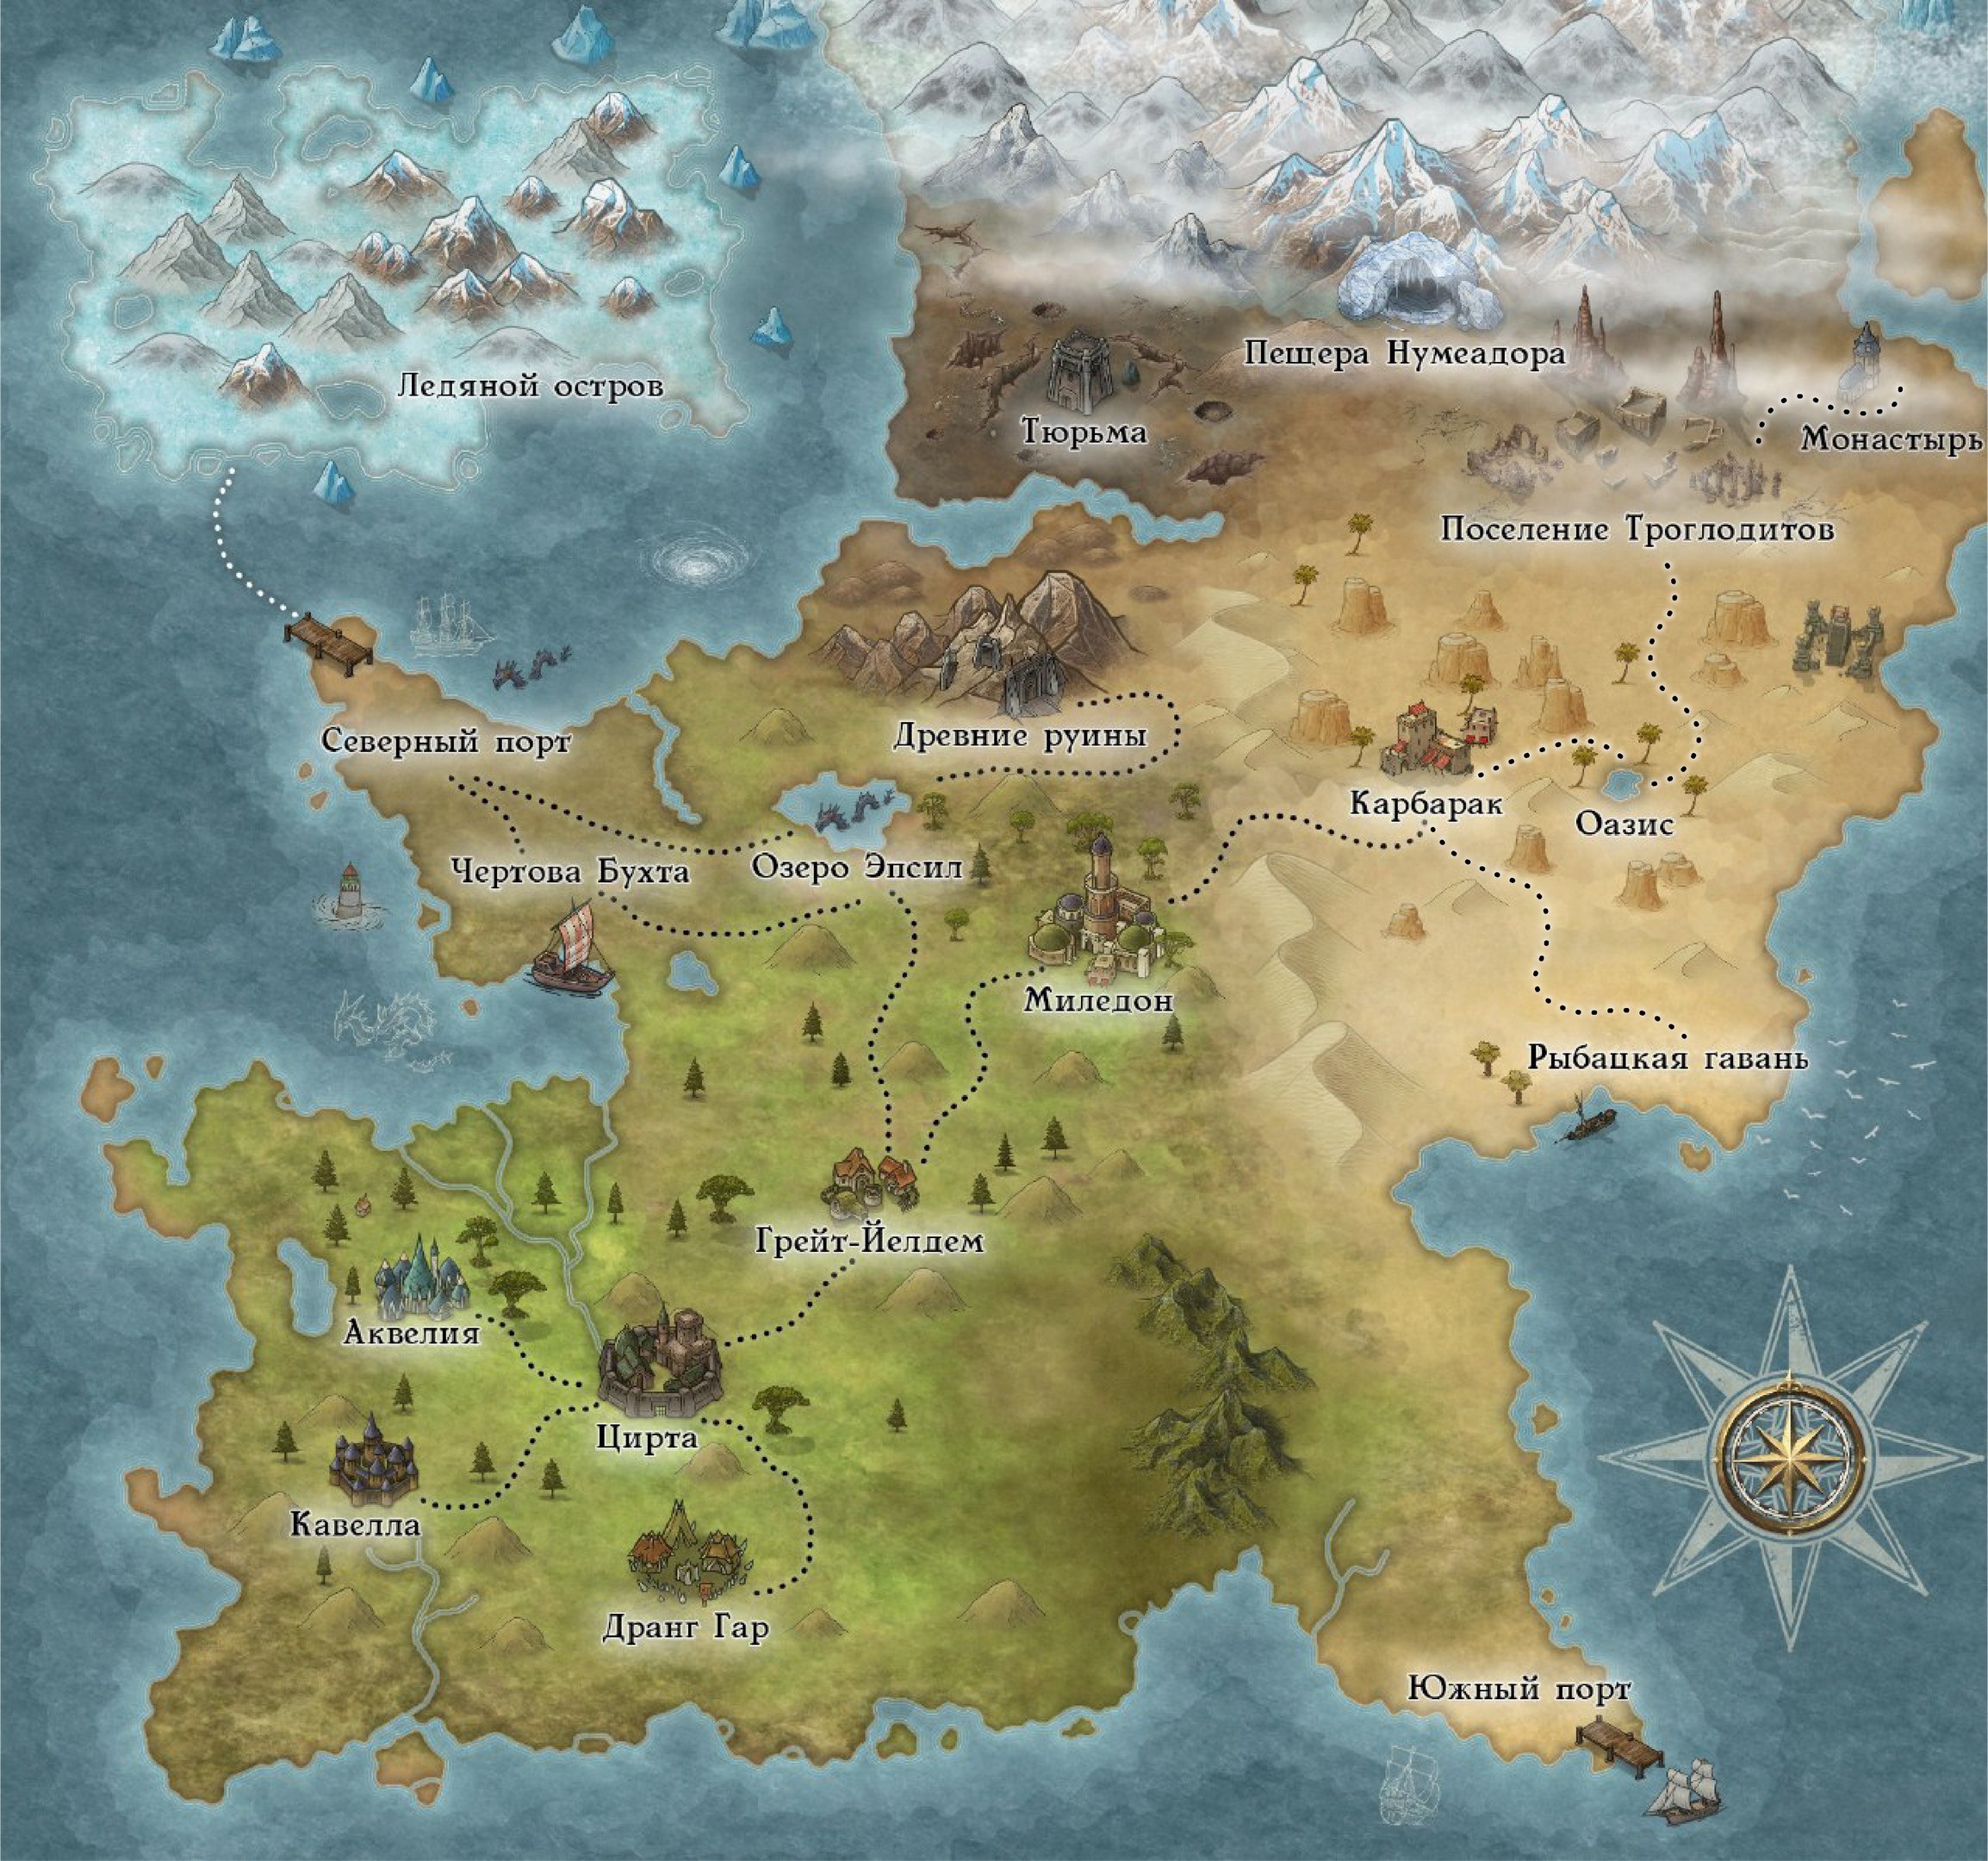 Пещера Нумеадора
Ледяной остров
Тюрьма
Монастырь
Поселение Троглодитов
Северный порт
Древние руины
Карбарак
Оазис
Чертова Бухта
Озеро Эпсил
Миледон
Рыбацкая гавань
Грейт-Йелдем
Аквелия
Цирта
Кавелла
Дранг Гар
Южный порт